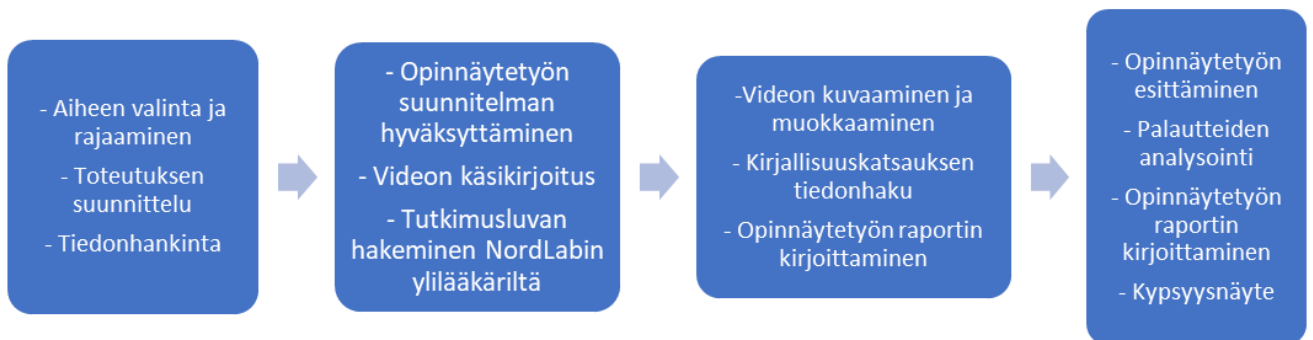 - Aiheen valinta ja
rajaaminen
- Toteutuksen
suunnittelu
- Tiedonhankinta
- Opinnäytetyön
suunnitelman
hyväksyttäminen
- Videon käsikirjoitus
- Tutkimusluvan
hakeminen NordLabin
ylilääkäriltä
-Videon kuvaaminen ja
muokkaaminen
- Kirjallisuuskatsauksen
tiedonhaku
- Opinnäytetyön raportin
kirjoittaminen
- Opinnäytetyön
esittäminen
- Palautteiden
analysointi
- Opinnäytetyön
raportin
kirjoittaminen
- Kypsyysnäyte